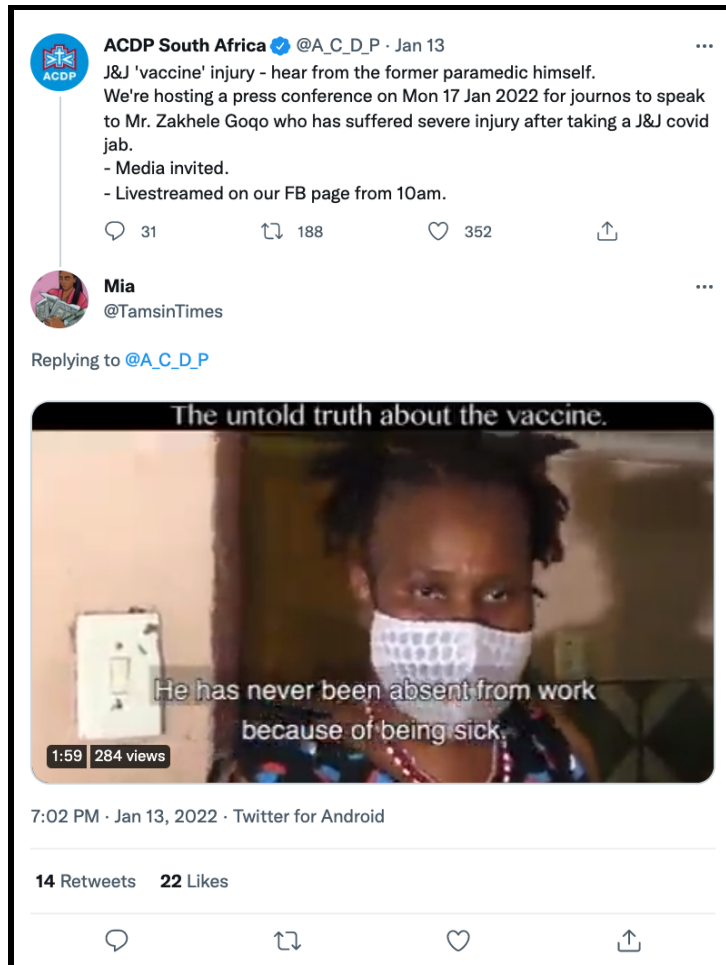 ACDP South Africa @A_C_D_P · Jan 13
ACDP
J&J 'vaccine' injury - hear from the former paramedic himself.
We're hosting a press conference on Mon 17 Jan 2022 for journos to speak
to Mr. Zakhele Goqo who has suffered severe injury after taking a J&J covid
jab.
- Media invited.
- Livestreamed on our FB page from 10am.
31 188 352
Mia
@TamsinTimes
Replying to @A_C_D_P
The untold truth about the vaccine.
He has never been absent from work
because of being sick.
1:59 284 views
7:02 PM · Jan 13, 2022 · Twitter for Android
14 Retweets 22 Likes